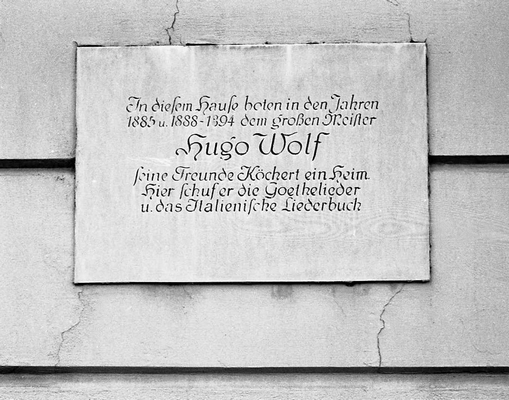 In dieſem Hauſe boten in den Jahren
1885 u. 1888-1894 dem großen Meiſter
Hugo Wolf
ſeine Freunde Köchert ein Heim.
Hier ſchuf er die Goethelieder
u. das Italieniſche Liederbuch